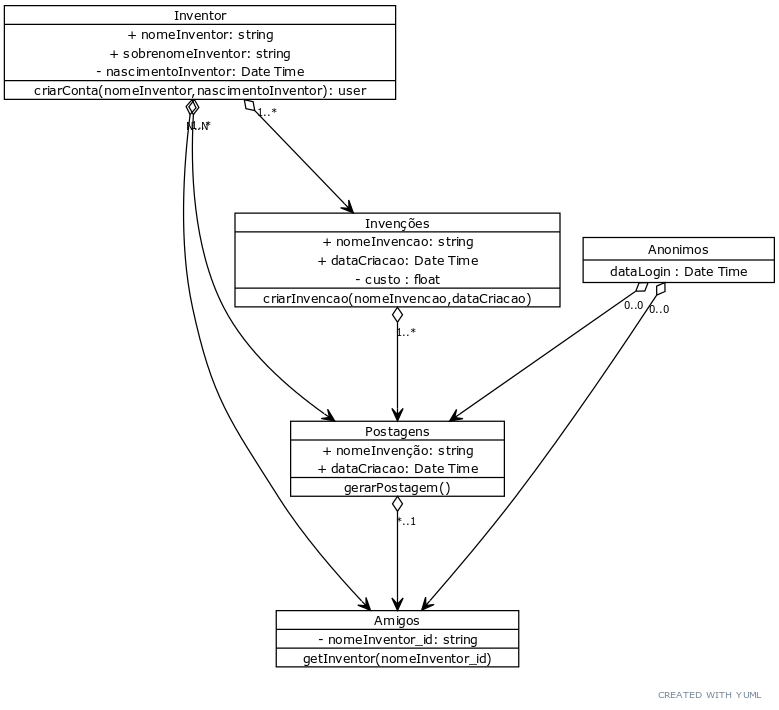 Inventor
+ nomeInventor: string
+ sobrenomeInventor: string
- nascimentoInventor: Date Time
criarConta(nomeInventor,nascimentoInventor): user
1..*
Invenções
+ nomeInvencao: string
+ dataCriacao: Date Time
- custo : float
criarInvencao(nomeInvencao,dataCriacao)
Anonimos
dataLogin : Date Time
0..0
0..0
1..*
Postagens
+ nomeInvenção: string
+ dataCriacao: Date Time
gerarPostagem()
*..1
Amigos
- nomeInventor_id: string
getInventor(nomeInventor_id)
CREATED WITH YUML